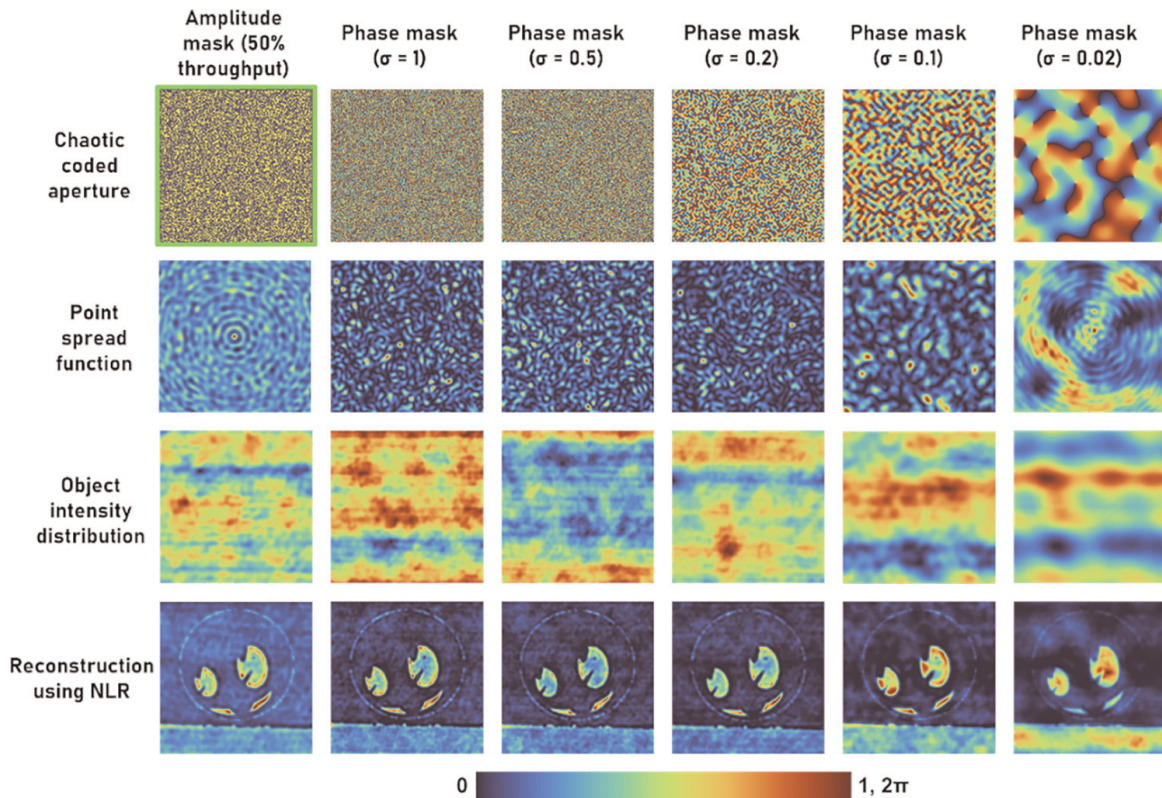 Amplitude
mask (50%
throughput)
Phase mask
(σ = 1)
Phase mask
(σ = 0.5)
Phase mask
(σ = 0.2)
Phase mask
(σ = 0.1)
Phase mask
(σ = 0.02)
Chaotic
coded
aperture
Point
spread
function
Object
intensity
distribution
Reconstruction
using NLR
0
1, 2π